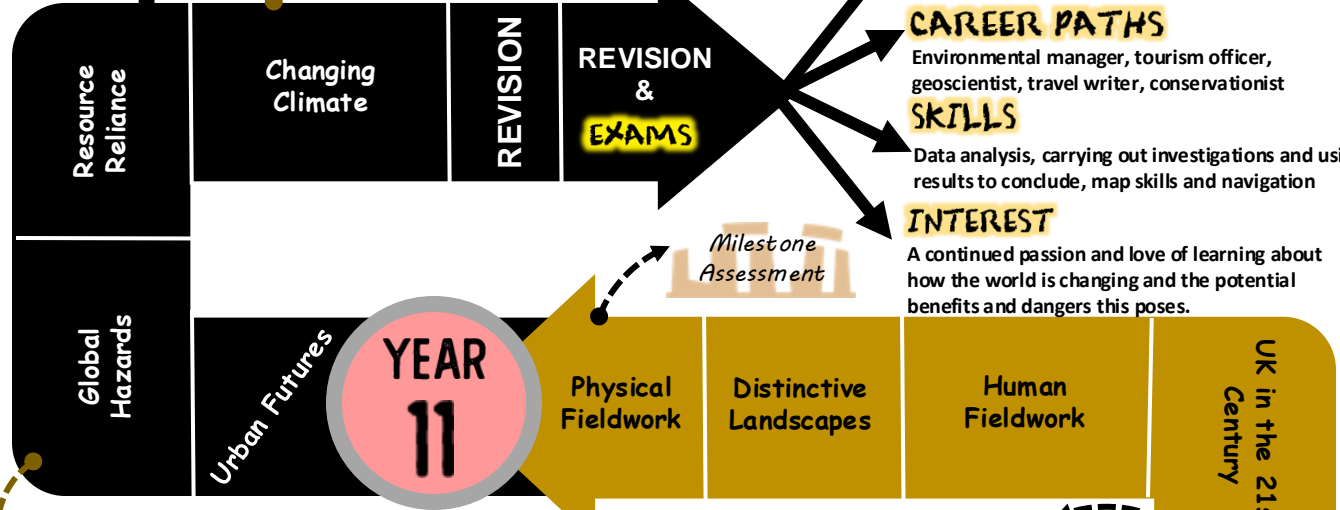 CAREER PATHS
Environmental manager, tourism officer,
geoscientist, travel writer, conservationist
SKILLS
Data analysis, carrying out investigations and
results to conclude, map skills and navigation
INTEREST
A continued passion and love of learning about
how the world is changing and the potential
benefits and dangers this poses.
Resource
Reliance
Changing
Climate
REVISION
REVISION
&
EXAMS
Milestone
Assessment
Global
Hazards
Urban Futures
YEAR
11
Physical
Fieldwork
Distinctive
Landscapes
Human
Fieldwork
UK in the
Century